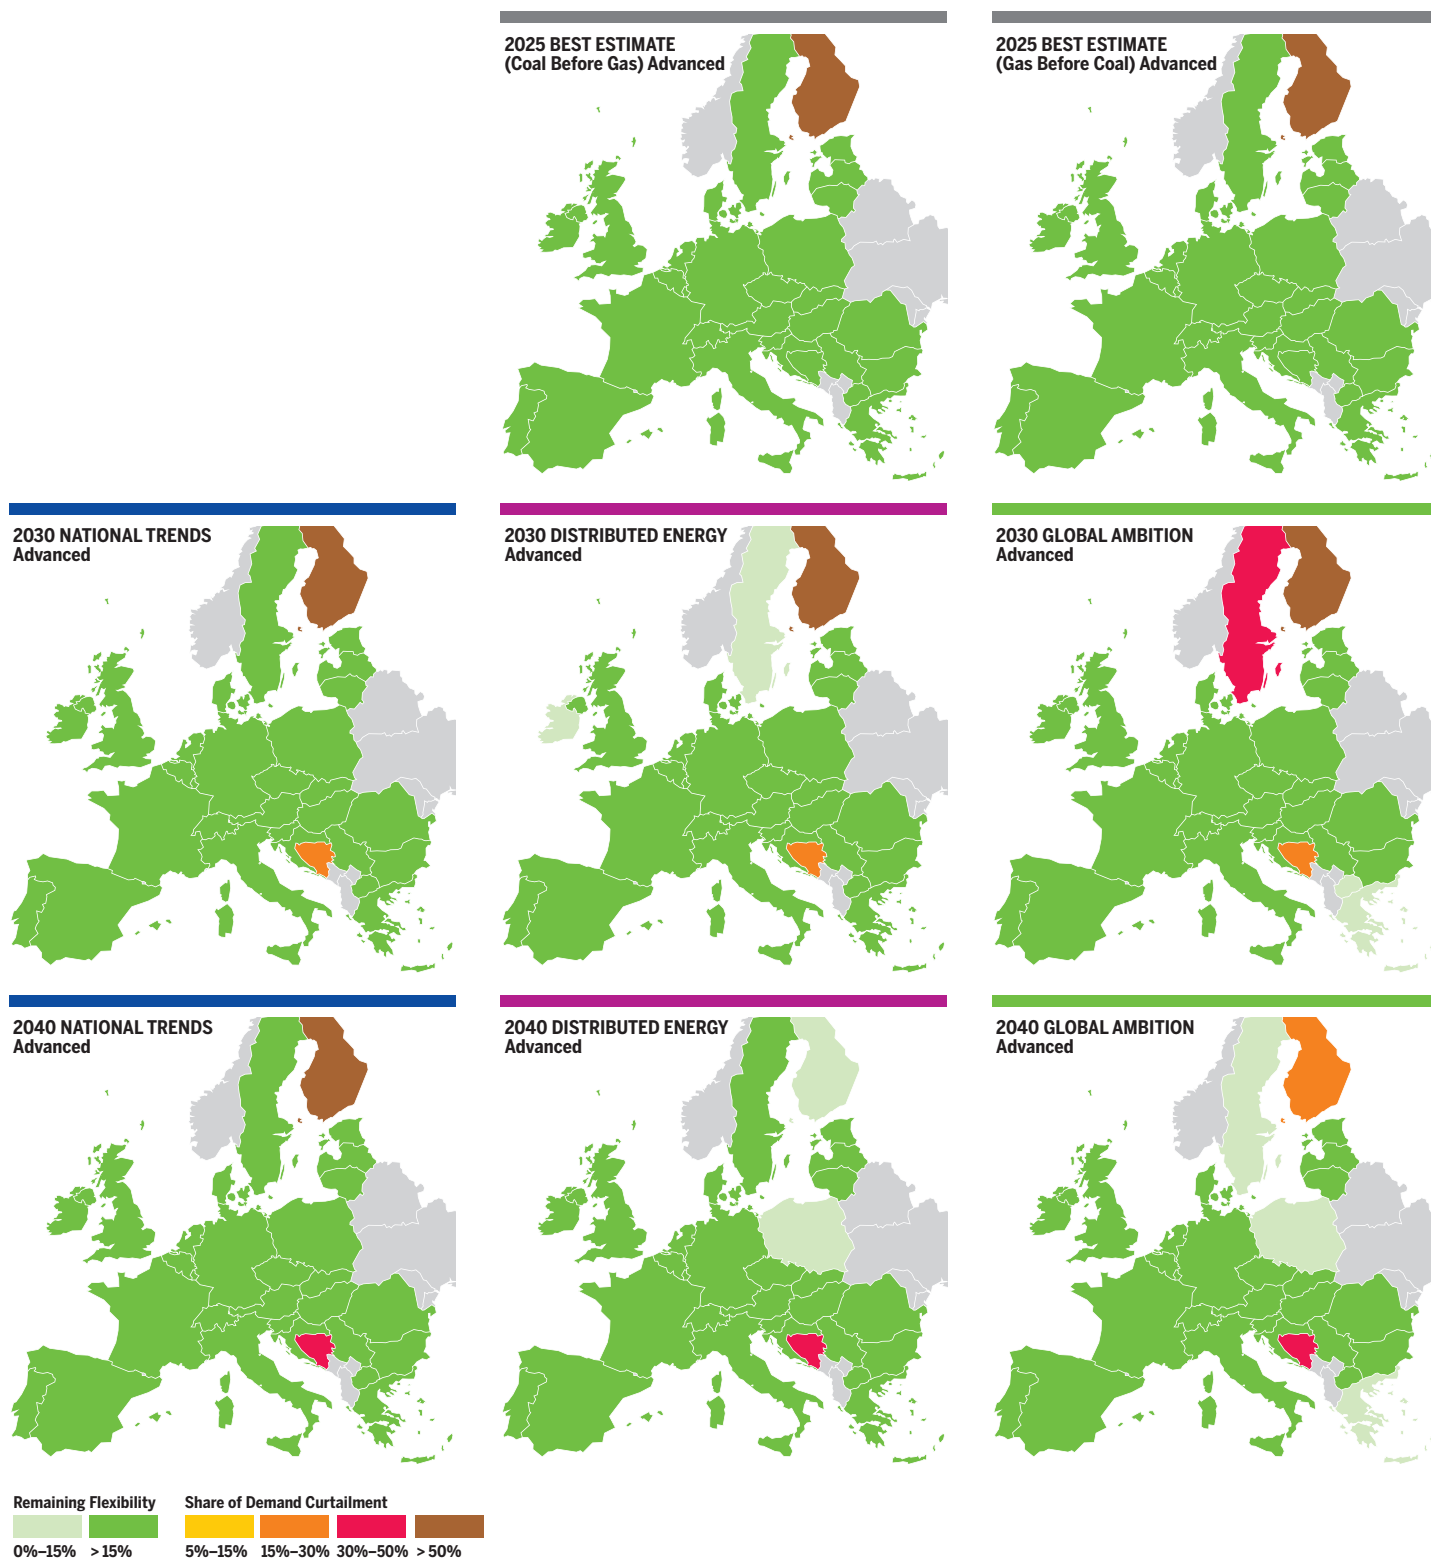 2025 BEST ESTIMATE
(Coal Before Gas) Advanced
2025 BEST ESTIMATE
(Gas Before Coal) Advanced
2030 NATIONAL TRENDS
Advanced
2030 DISTRIBUTED ENERGY
Advanced
2030 GLOBAL AMBITION
Advanced
2040 NATIONAL TRENDS
Advanced
2040 DISTRIBUTED ENERGY
Advanced
2040 GLOBAL AMBITION
Advanced
Remaining Flexibility
0%–15% > 15%
Share of Demand Curtailment
5%–15% 15%–30% 30%–50% > 50%